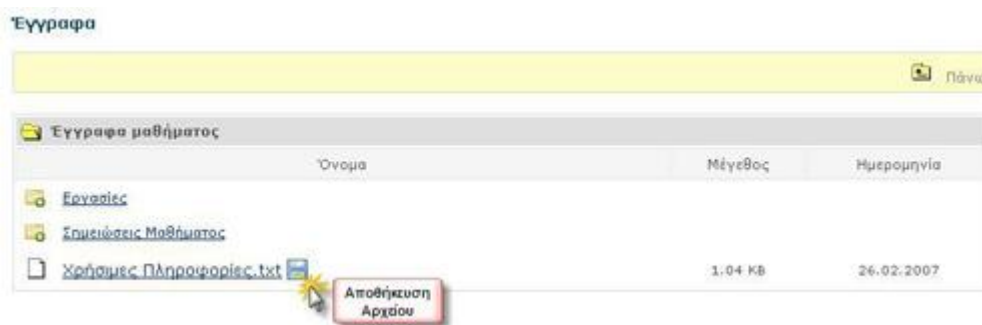 Έγγραφα
Πάνω
Έγγραφα μαθήματος
Όνομα Μέγεθος Ημερομηνία
Εργασίες
Σημειώσεις Μαθήματος
Χρήσιμες Πληροφορίες.txt 1.04 KB 26.02.2007
Αποθήκευση
Αρχείου